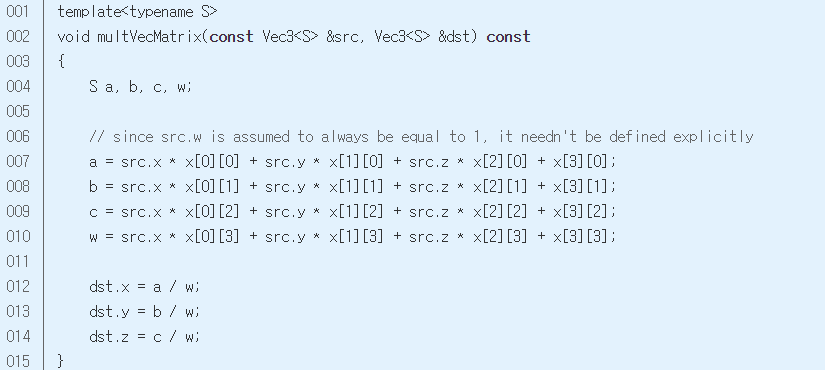 001 template<typename S>
002 void multVecMatrix(const Vec3<S> &src, Vec3<S> &dst) const
003 {
004     S a, b, c, w;
005
006     // since src.w is assumed to always be equal to 1, it needn't be defined explicitly
007     a = src.x * x[0][0] + src.y * x[1][0] + src.z * x[2][0] + x[3][0];
008     b = src.x * x[0][1] + src.y * x[1][1] + src.z * x[2][1] + x[3][1];
009     c = src.x * x[0][2] + src.y * x[1][2] + src.z * x[2][2] + x[3][2];
010     w = src.x * x[0][3] + src.y * x[1][3] + src.z * x[2][3] + x[3][3];
011
012     dst.x = a / w;
013     dst.y = b / w;
014     dst.z = c / w;
015 }